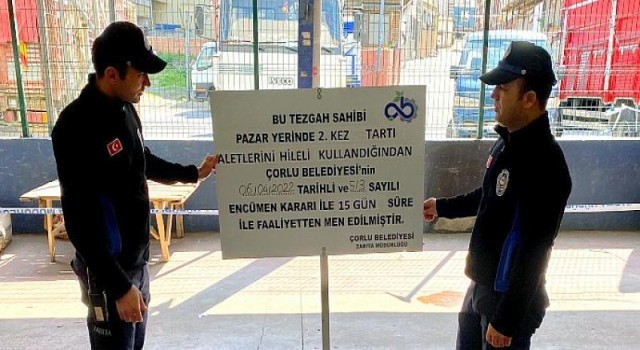 IVECO
BU TEZGAH SAHİBİ
PAZAR YERİNDE 2. KEZ TARTI
ALETLERİNİ HİLELİ KULLANDIĞINDAN
ÇORLU BELEDİYESİ'nin
06/04/2022 TARİHLİ ve 513 SAYILI
ENCÜMEN KARARI İLE 15 GÜN SÜRE
İLE FAALİYETTEN MEN EDİLMİŞTİR.
ÇORLU BELEDİYESİ
ZABITA MÜDÜRLÜĞÜ